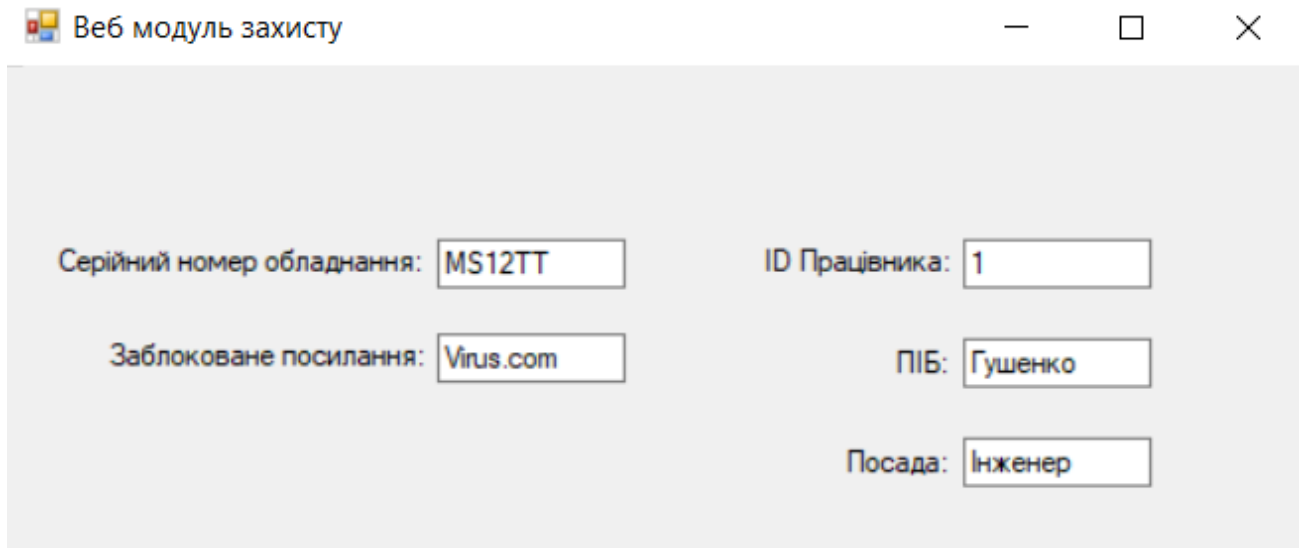 Веб модуль захисту
Серійний номер обладнання: MS12TT
ID Працівника: 1
Заблоковане посилання: Virus.com
ПІБ: Гушенко
Посада: Інженер